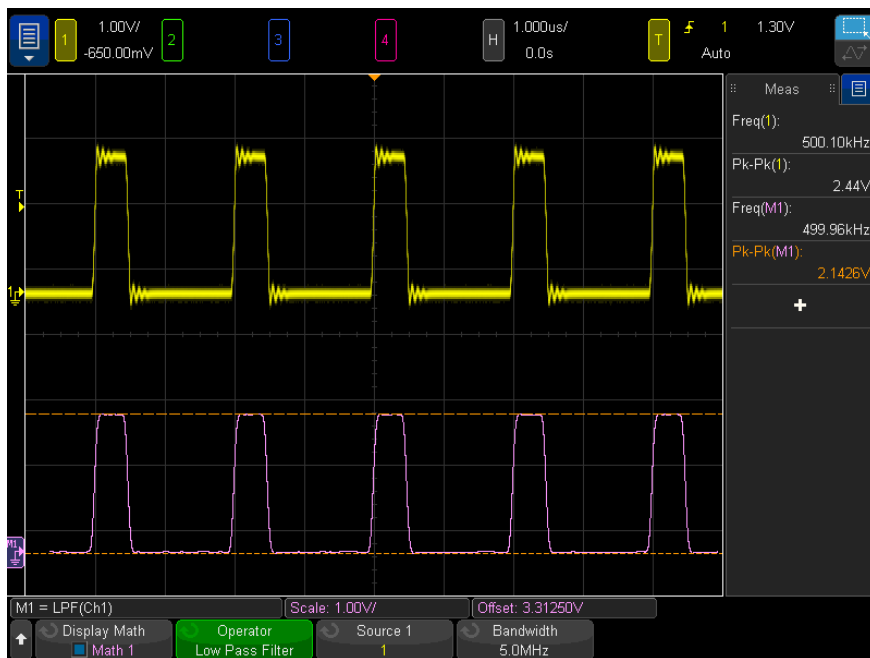 1 1.00V/ 2 3 4 H 1.000us/ T 1 1.30V
-650.00mV 0.0s Auto
Meas
Freq(1):
500.10kHz
Pk-Pk(1):
2.44V
Freq(M1):
499.96kHz
Pk-Pk(M1):
2.1426V
+
T
1
M1
M1 = LPF(Ch1) Scale: 1.00V/ Offset: 3.31250V
Display Math Operator Source 1 Bandwidth
Math 1 Low Pass Filter 1 5.0MHz